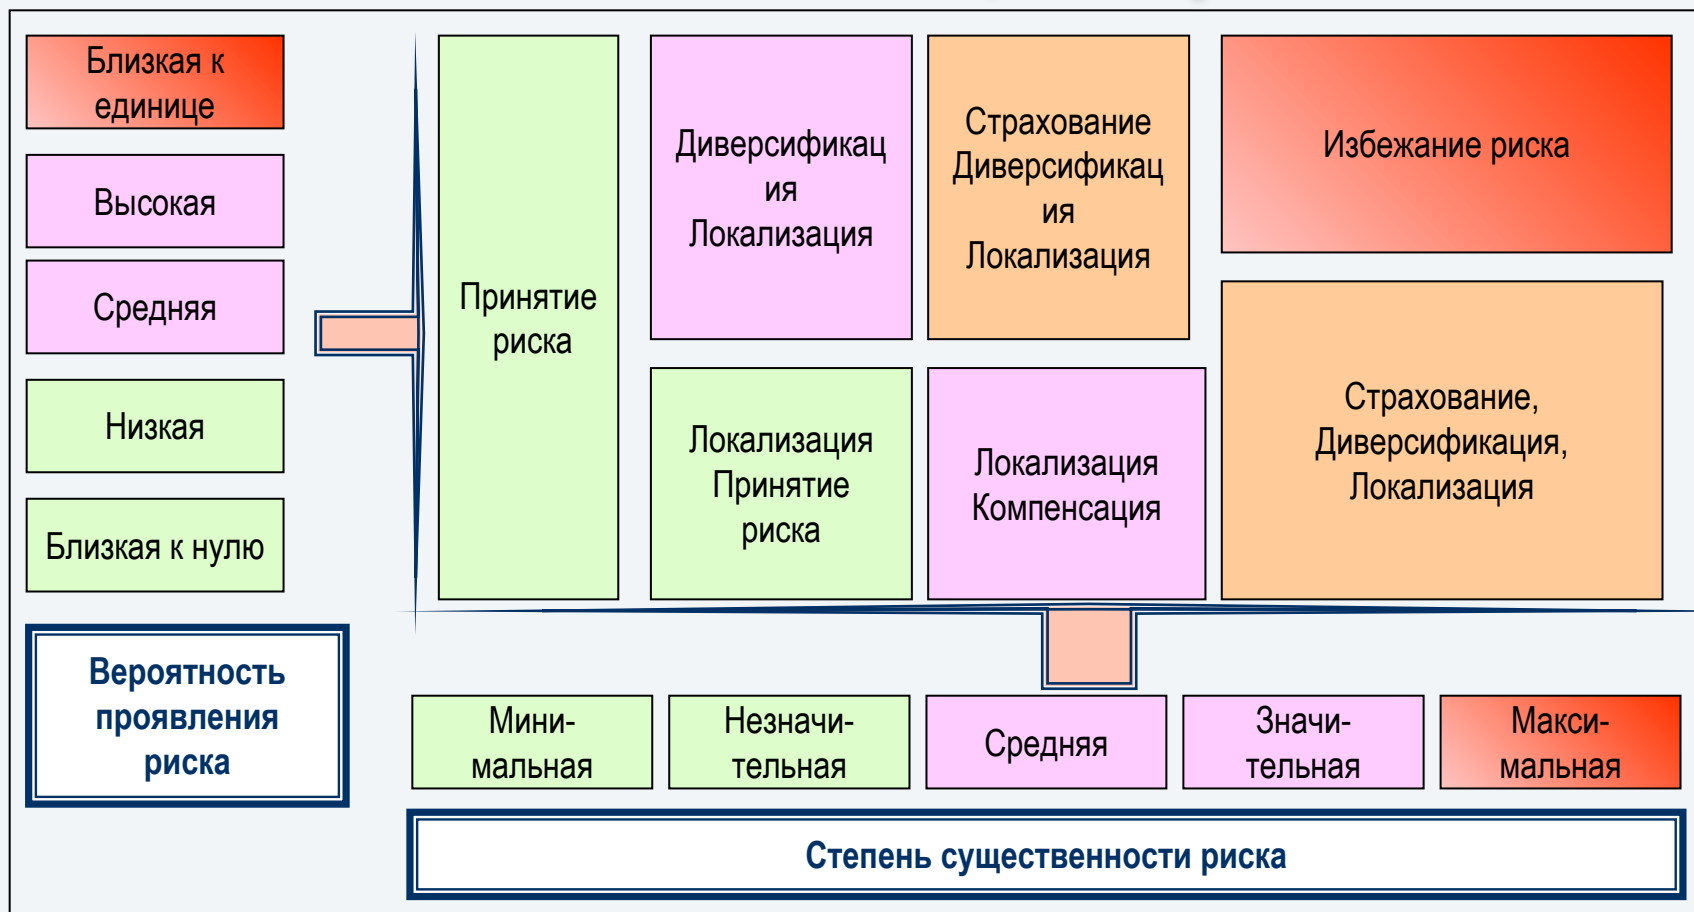 Близкая к
единице
Высокая
Средняя
Низкая
Близкая к нулю
Вероятность
проявления
риска
Принятие
риска
Диверсификац
ия
Локализация
Страхование
Диверсификац
ия
Локализация
Избежание риска
Локализация
Принятие
риска
Локализация
Компенсация
Страхование,
Диверсификация,
Локализация
Мини-
мальная
Незначи-
тельная
Средняя
Значи-
тельная
Макси-
мальная
Степень существенности риска